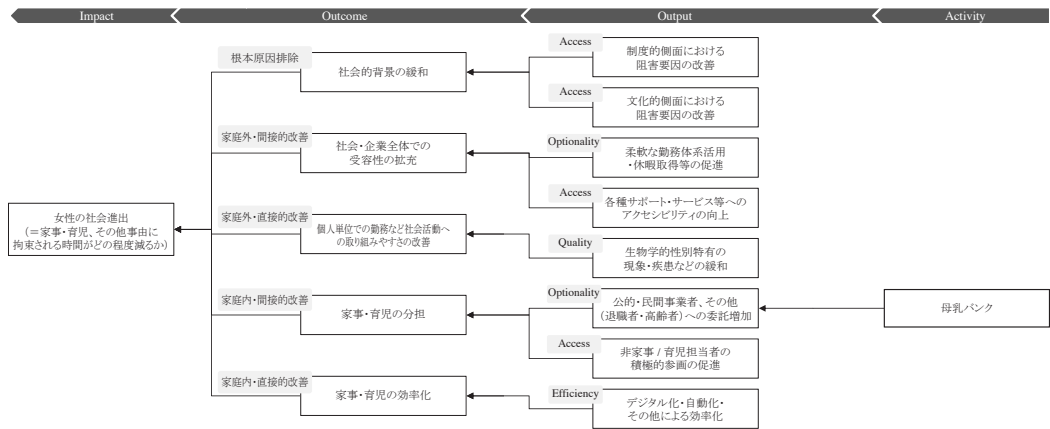 Impact
Outcome
Output
Activity
女性の社会進出
（＝家事・育児、その他事由に
拘束される時間がどの程度減るか）
根本原因排除
社会的背景の緩和
家庭外・間接的改善
社会・企業全体での
受容性の拡充
家庭外・直接的改善
個人単位での勤務など社会活動へ
の取り組みやすさの改善
家庭内・間接的改善
家事・育児の分担
家庭内・直接的改善
家事・育児の効率化
Access
制度的側面における
阻害要因の改善
Access
文化的側面における
阻害要因の改善
Optionality
柔軟な勤務体系活用
・休暇取得等の促進
Access
各種サポート・サービス等への
アクセシビリティの向上
Quality
生物学的性別特有の
現象・疾患などの緩和
Optionality
公的・民間事業者、その他
（退職者・高齢者）への委託増加
Access
非家事 / 育児担当者の
積極的参画の促進
Efficiency
デジタル化・自動化・
その他による効率化
母乳バンク